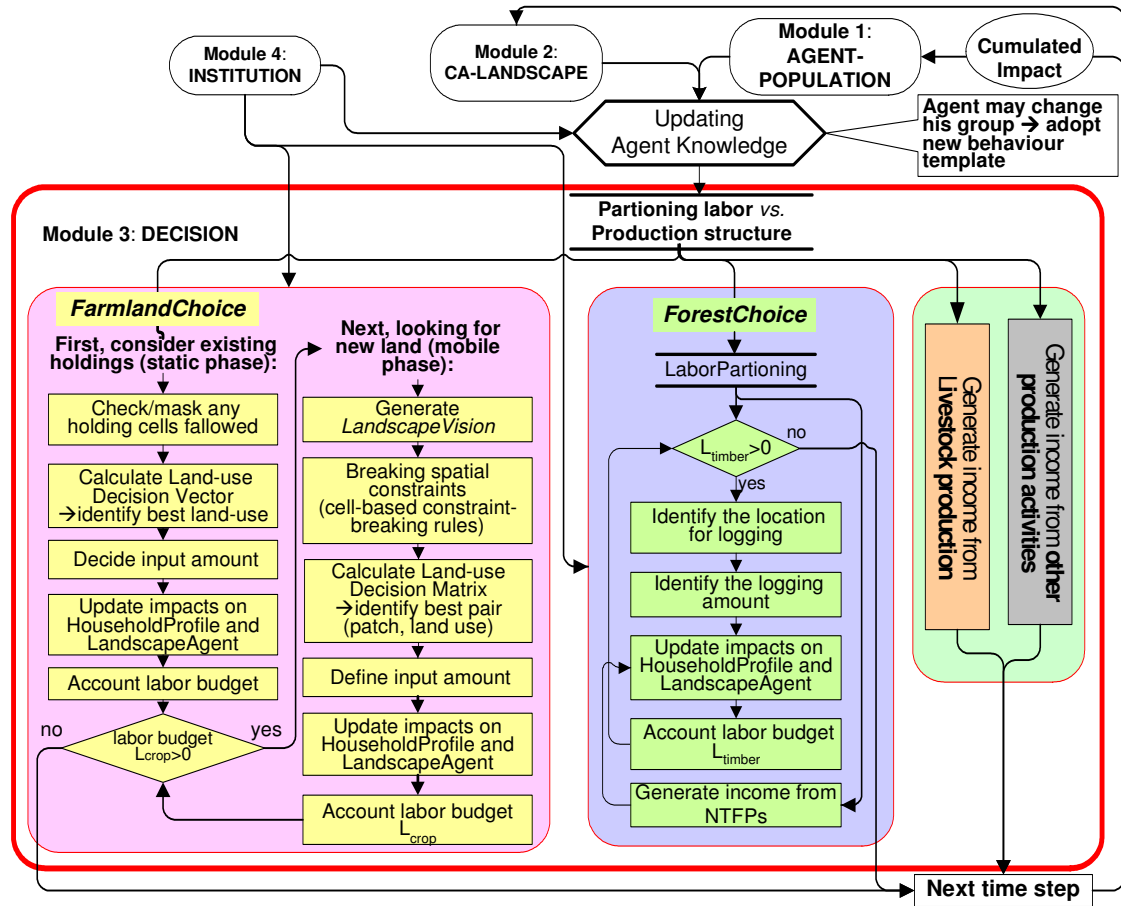 Module 4:
INSTITUTION
Module 2:
CA-LANDSCAPE
Module 1:
AGENT-
POPULATION
Cumulated
Impact
Updating
Agent Knowledge
Agent may change
his group → adopt
new behaviour
template
Module 3: DECISION
Partioning labor vs.
Production structure
FarmlandChoice
First, consider existing
holdings (static phase):
Check/mask any
holding cells fallowed
Calculate Land-use
Decision Vector
→identify best land-use
Decide input amount
Update impacts on
HouseholdProfile and
LandscapeAgent
Account labor budget
no
labor budget
Lcrop>0
yes
Next, looking for
new land (mobile
phase):
Generate
LandscapeVision
Breaking spatial
constraints
(cell-based constraint-
breaking rules)
Calculate Land-use
Decision Matrix
→identify best pair
(patch, land use)
Define input amount
Update impacts on
HouseholdProfile and
LandscapeAgent
Account labor budget
Lcrop
ForestChoice
LaborPartioning
Ltimber>0
no
yes
Identify the location
for logging
Identify the logging
amount
Update impacts on
HouseholdProfile and
LandscapeAgent
Account labor budget
Ltimber
Generate income from
NTFPs
Generate income from
Livestock production
Generate income from other
production activities
Next time step